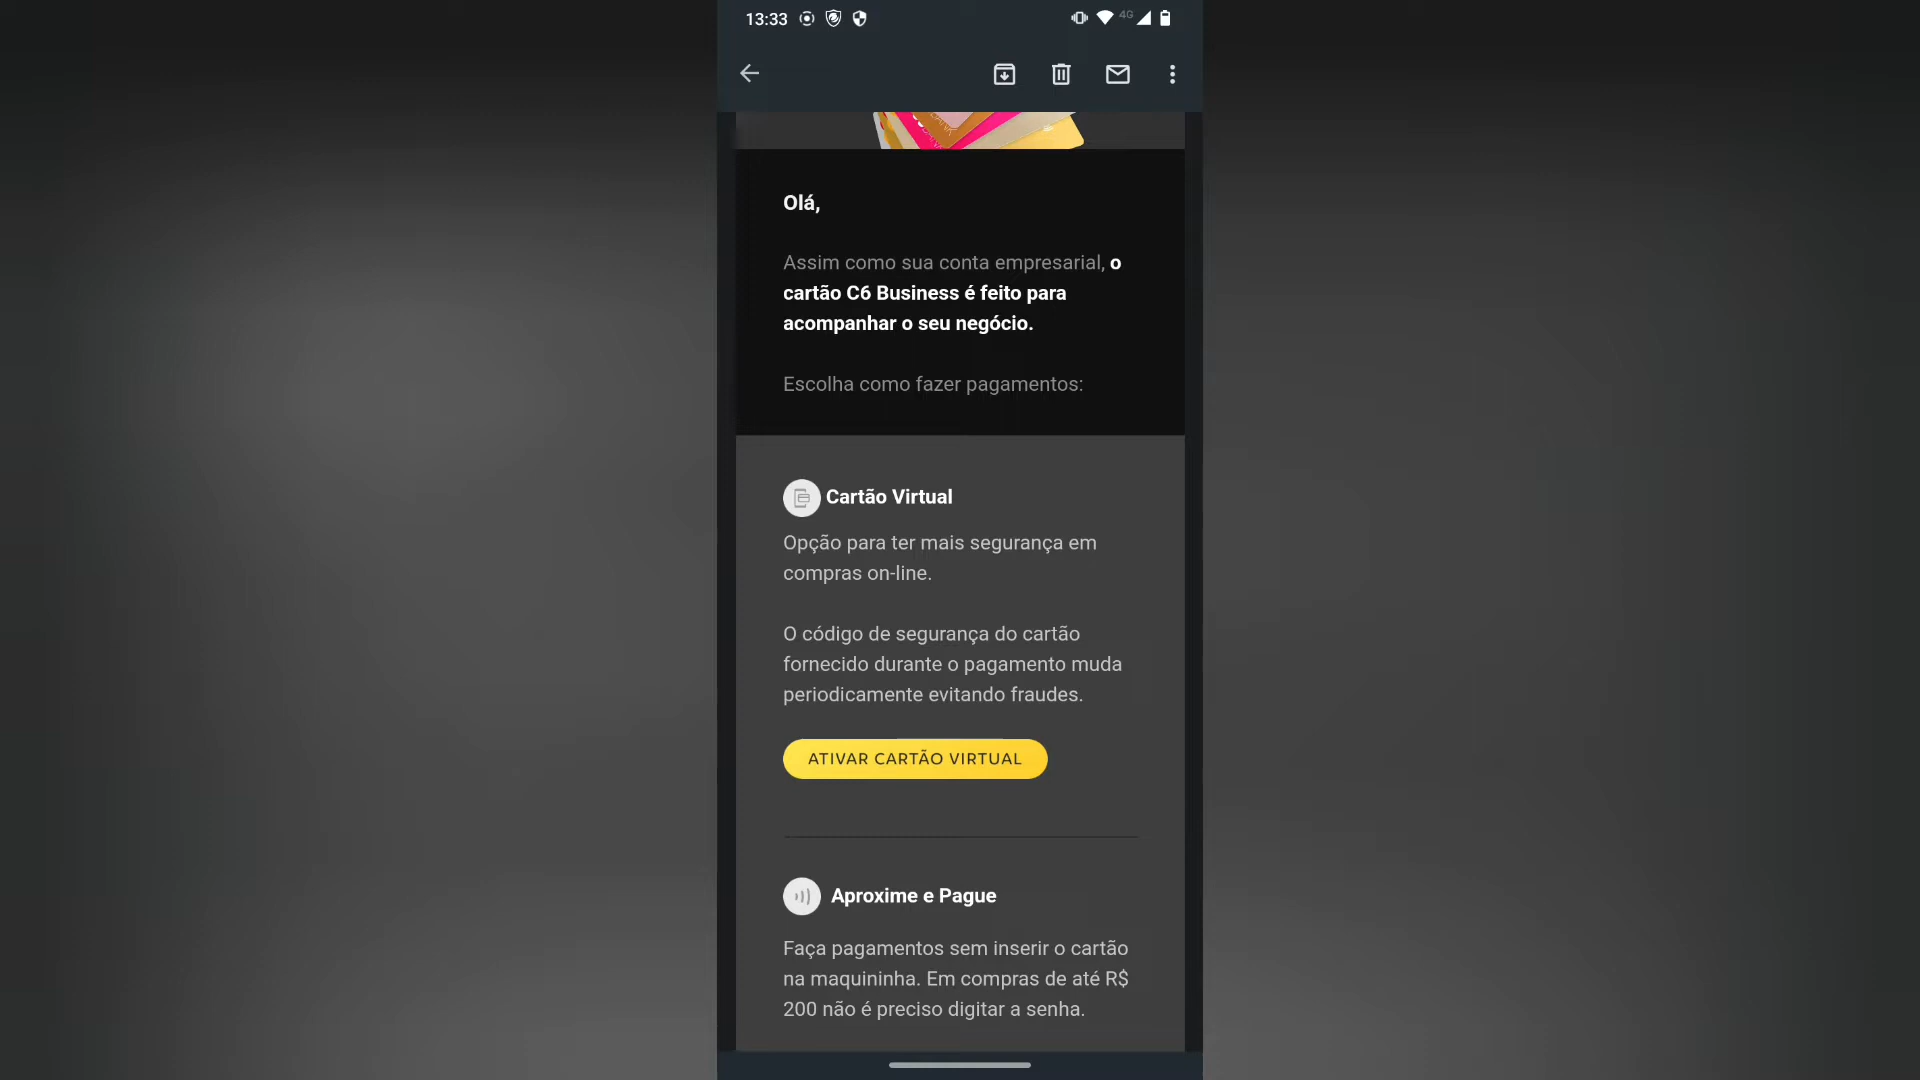 13:33
4G
Olá,
Assim como sua conta empresarial, o
cartão C6 Business é feito para
acompanhar o seu negócio.
Escolha como fazer pagamentos:
Cartão Virtual
Opção para ter mais segurança em
compras on-line.
O código de segurança do cartão
fornecido durante o pagamento muda
periodicamente evitando fraudes.
ATIVAR CARTÃO VIRTUAL
Aproxime e Pague
Faça pagamentos sem inserir o cartão
na maquininha. Em compras de até R$
200 não é preciso digitar a senha.